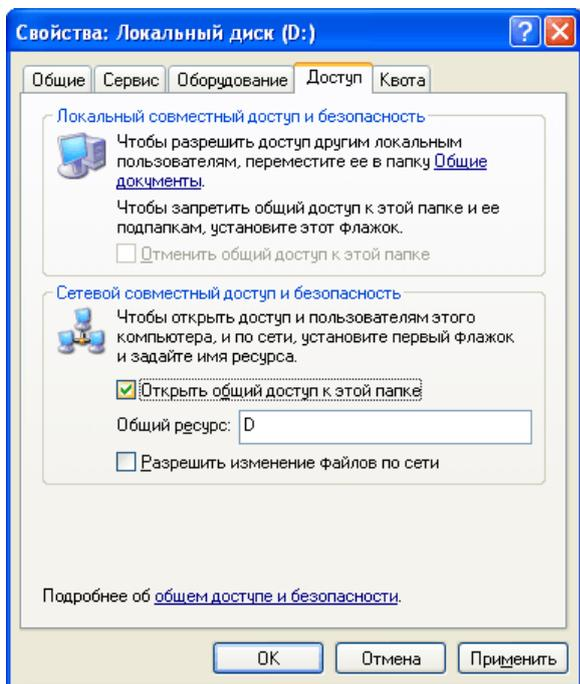 Свойства: Локальный диск (D:)
Общие Сервис Оборудование Доступ Квота
Локальный совместный доступ и безопасность
Чтобы разрешить доступ другим локальным
пользователям, переместите ее в папку Общие
документы.
Чтобы запретить общий доступ к этой папке и ее
подпапкам, установите этот флажок.
Отменить общий доступ к этой папке
Сетевой совместный доступ и безопасность
Чтобы открыть доступ и пользователям этого
компьютера, и по сети, установите первый флажок
и задайте имя ресурса.
Открыть общий доступ к этой папке
Общий ресурс: D
Разрешить изменение файлов по сети
Подробнее об общем доступе и безопасности.
OK Отмена Применить